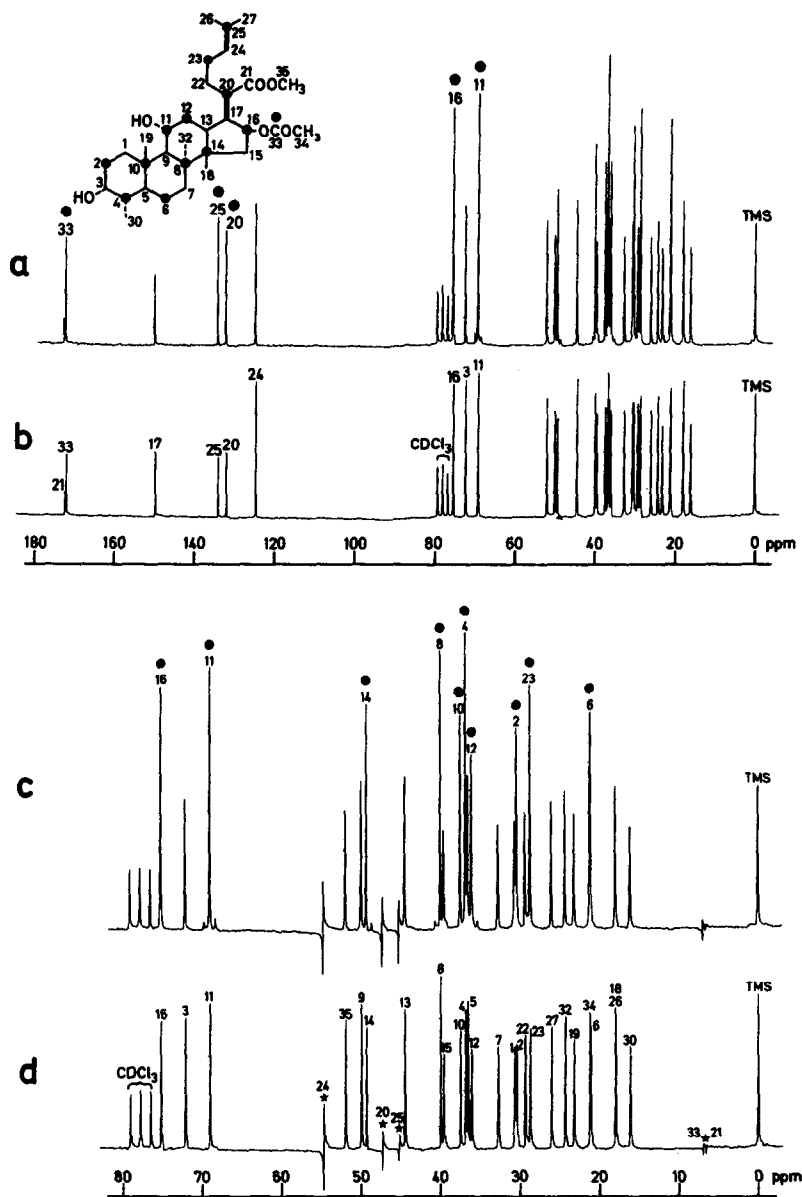 26 27
25
24
23
22 21 35
20 COOCH3
12 17
HO 11 13 16 OCOCH3
1 19 32 14 33 34
2 10 9 8 18 15
3 5 7
HO 4 6
30
33 25 20 16 11
a TMS
b
33 21 17 25 20 24 CDCl3 16 3 11 TMS
180 160 140 120 100 80 60 40 20 0 ppm
c
16 11 14 8 10 4 12 2 23 6 TMS
d
CDCl3 16 3 11 24 35 9 14 20 25 13 8 15 10 4 5 12 7 1 2 22 23 27 32 19 34 6 18 26 30 33 21 TMS
80 70 60 50 40 30 20 10 0 ppm